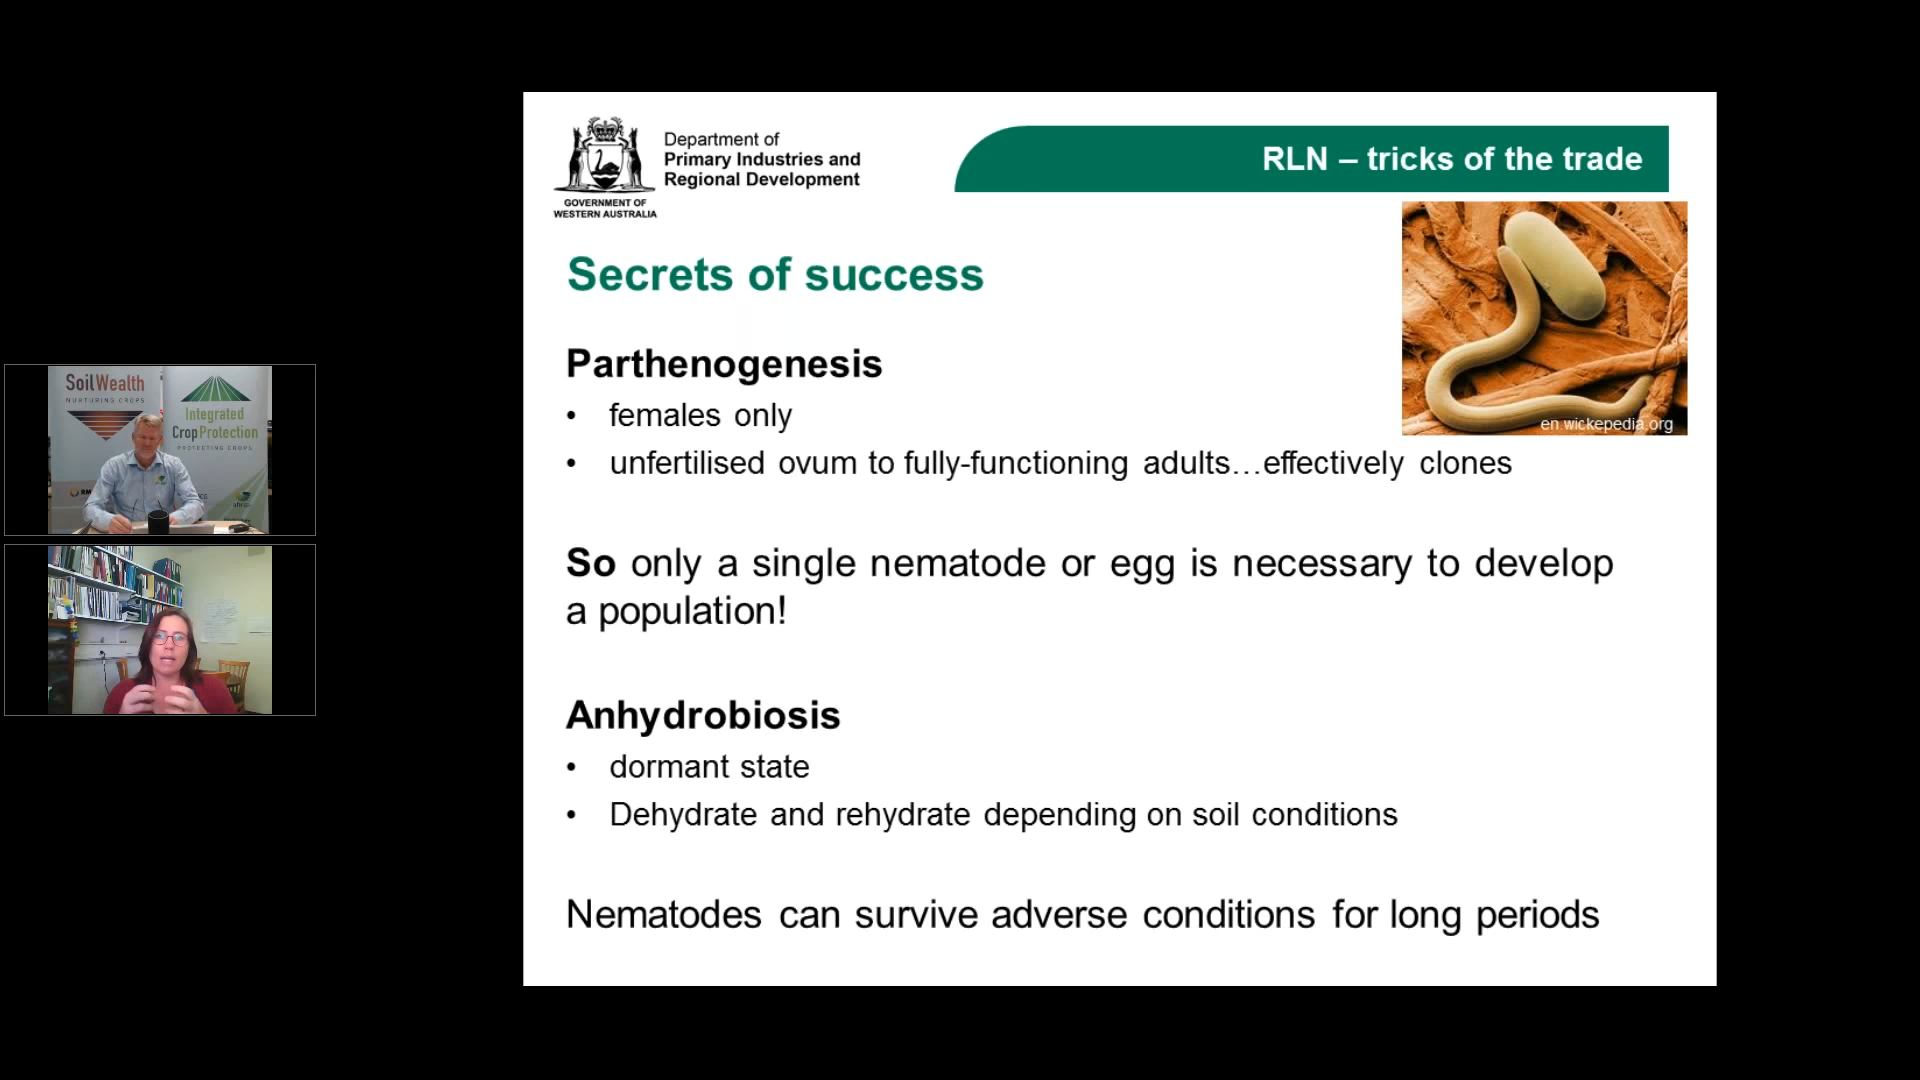 SoilWealth
NURTURING CROPS
Integrated
CropProtection
PROTECTING CROPS
Department of
Primary Industries and
Regional Development
GOVERNMENT OF
WESTERN AUSTRALIA
RLN – tricks of the trade
Secrets of success
en.wickepedia.org
Parthenogenesis
• females only
• unfertilised ovum to fully-functioning adults…effectively clones
So only a single nematode or egg is necessary to develop
a population!
Anhydrobiosis
• dormant state
• Dehydrate and rehydrate depending on soil conditions
Nematodes can survive adverse conditions for long periods